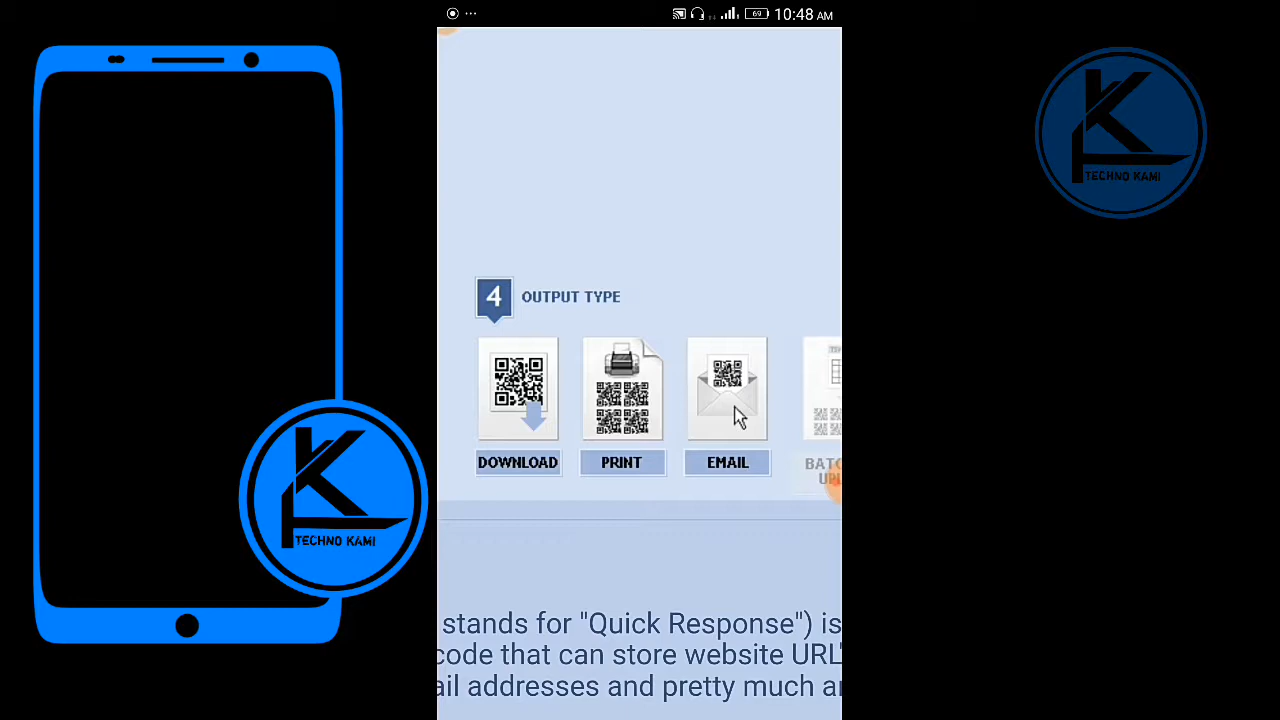 69 10:48 AM
TECHNO KAMI
4 OUTPUT TYPE
DOWNLOAD PRINT EMAIL
TECHNO KAMI
stands for "Quick Response") is
code that can store website URL
addresses and pretty much